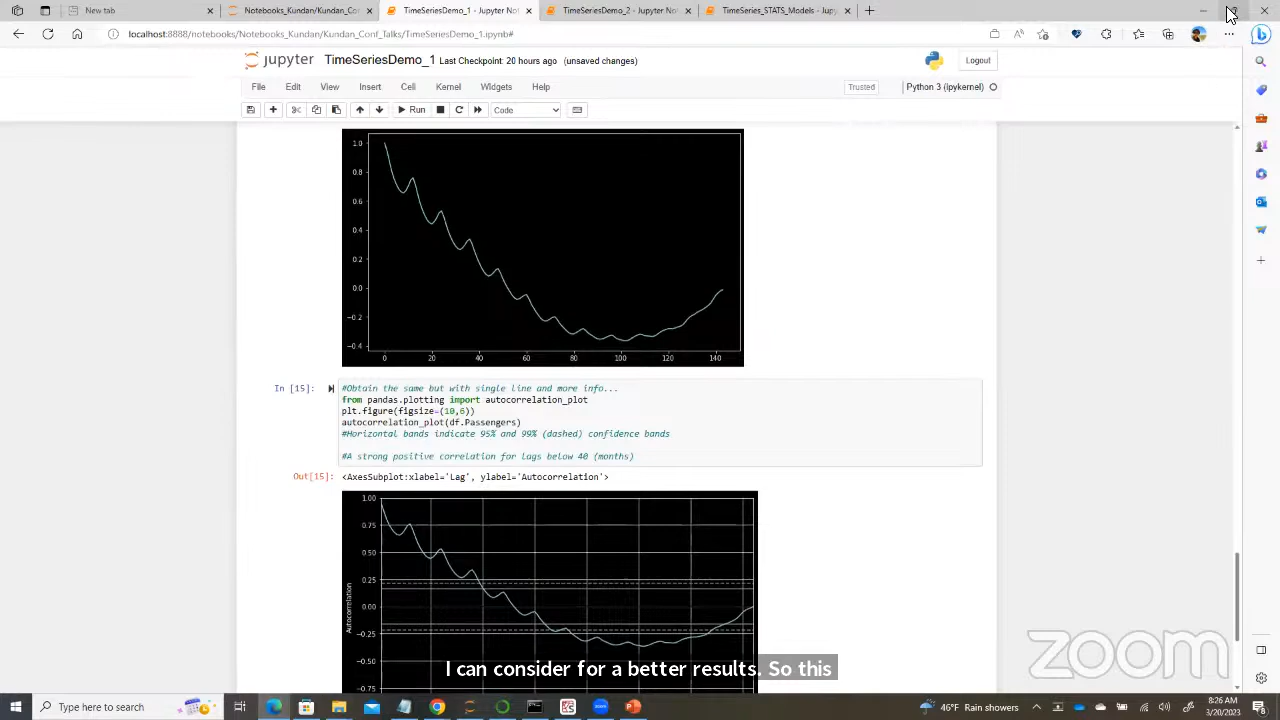 New tab
Notebooks_Kundan/Kundan_Con
TimeSeriesDemo_1 - Jupyter Not
TimeSeriesDemo_2 - Jupyter Not
TimeSeries_STATS_Models - Jupy
localhost:8888/notebooks/Notebooks_Kundan/Kundan_Conf_Talks/TimeSeriesDemo_1.ipynb#
jupyter TimeSeriesDemo_1 Last Checkpoint: 20 hours ago (unsaved changes)
Logout
File Edit View Insert Cell Kernel Widgets Help
Trusted
Python 3 (ipykernel)
Run
Code
1.0
0.8
0.6
0.4
0.2
0.0
−0.2
−0.4
0 20 40 60 80 100 120 140
In [15]:
#Obtain the same but with single line and more info...
from pandas.plotting import autocorrelation_plot
plt.figure(figsize=(10,6))
autocorrelation_plot(df.Passengers)
#Horizontal bands indicate 95% and 99% (dashed) confidence bands
#A strong positive correlation for lags below 40 (months)
Out[15]: <AxesSubplot:xlabel='Lag', ylabel='Autocorrelation'>
1.00
0.75
0.50
0.25
0.00
−0.25
−0.50
−0.75
Autocorrelation
I can consider for a better results. So this
zoom
Type here to search
46°F Rain showers
8:26 AM
3/20/2023